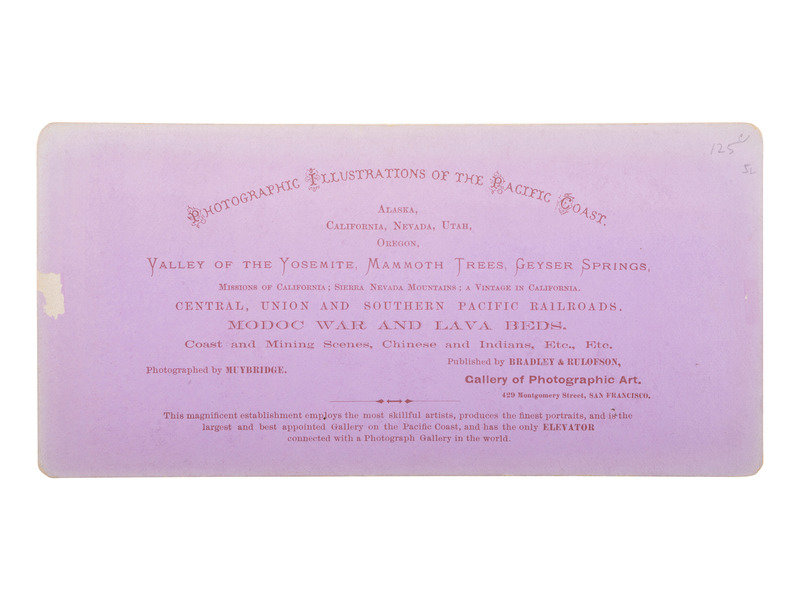 125
Photographic Illustrations of the Pacific Coast.
Alaska,
California, Nevada, Utah,
Oregon,
Valley of the Yosemite, Mammoth Trees, Geyser Springs,
Missions of California; Sierra Nevada Mountains; a Vintage in California.
CENTRAL, UNION AND SOUTHERN PACIFIC RAILROADS.
MODOC WAR AND LAVA BEDS.
Coast and Mining Scenes, Chinese and Indians, Etc., Etc.
Photographed by MUYBRIDGE.
Published by BRADLEY & RULOFSON,
Gallery of Photographic Art.
429 Montgomery Street, SAN FRANCISCO.
This magnificent establishment employs the most skillful artists, produces the finest portraits, and is the
largest and best appointed Gallery on the Pacific Coast, and has the only ELEVATOR
connected with a Photograph Gallery in the world.